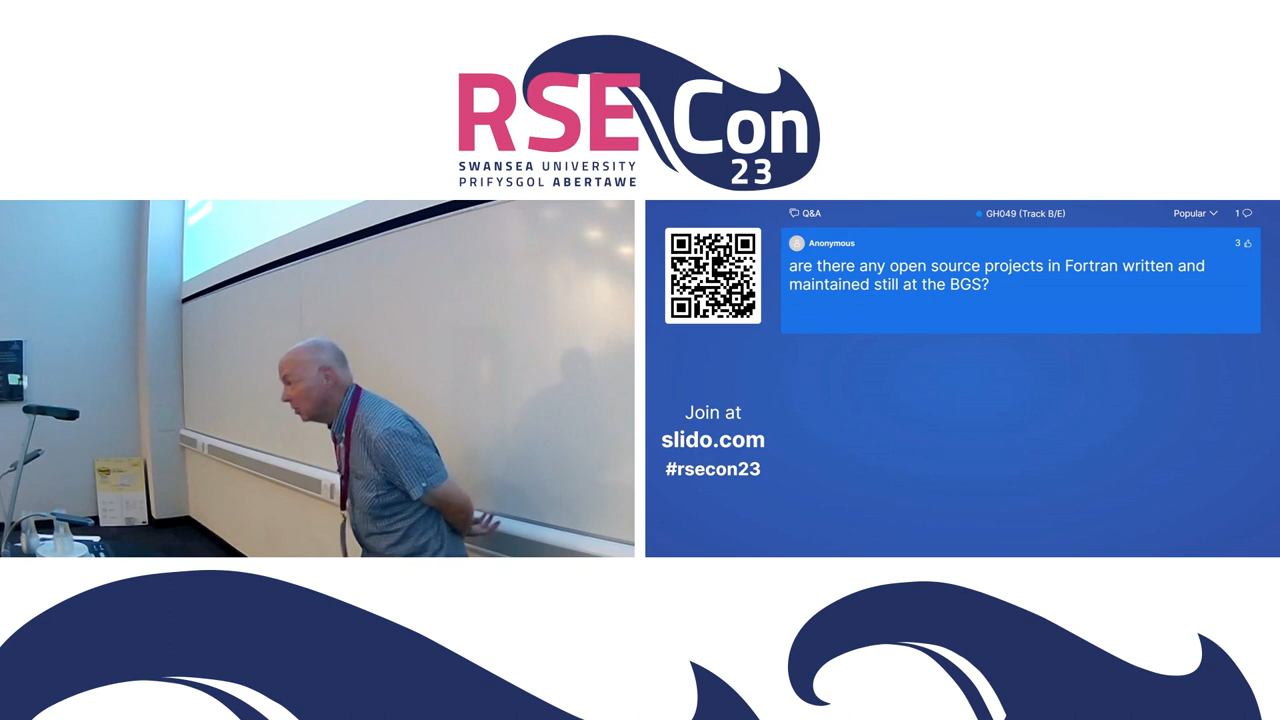 RSE Con
23
SWANSEA UNIVERSITY
PRIFYSGOL ABERTAWE
Q&A
GH049 (Track B/E)
Popular
1
Anonymous
3
are there any open source projects in Fortran written and
maintained still at the BGS?
Join at
slido.com
#rsecon23